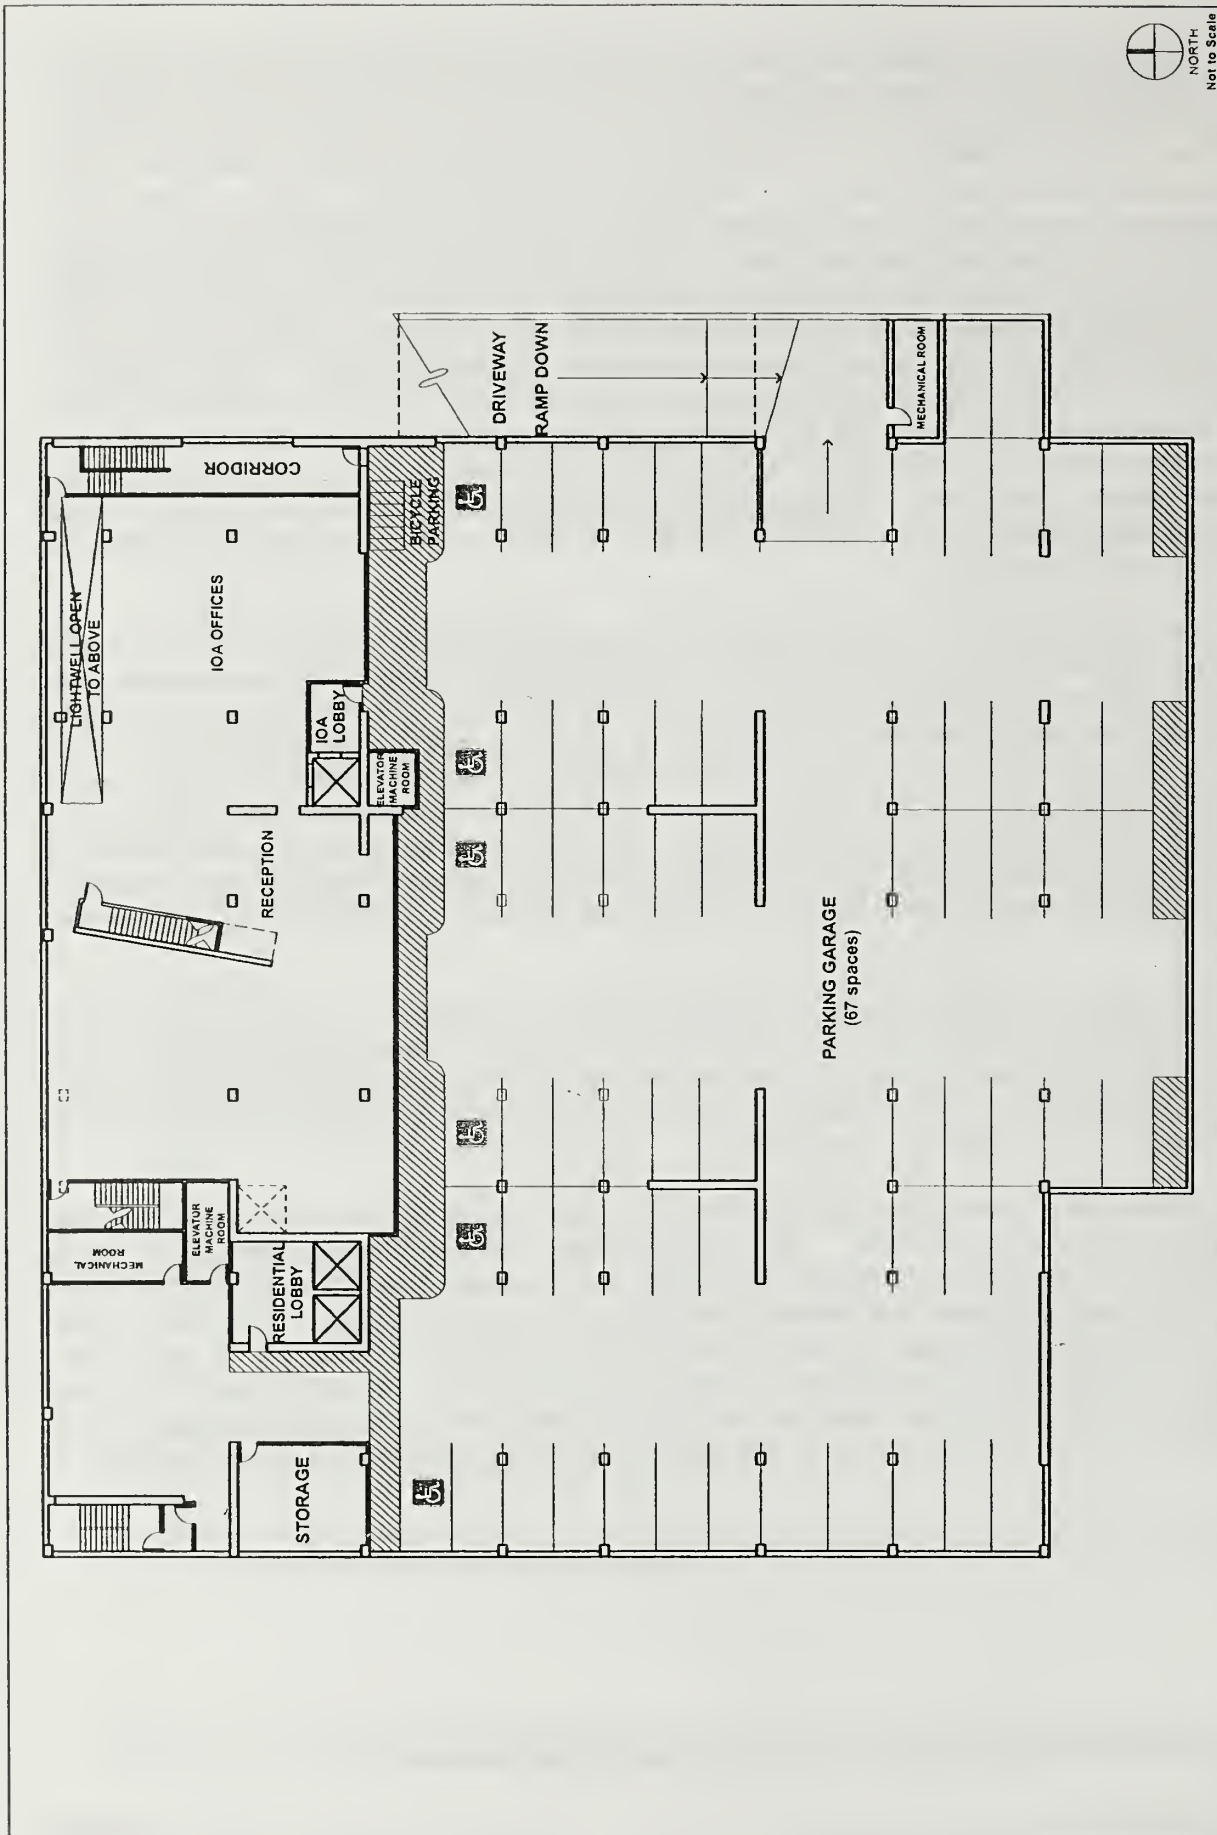 NORTH
Not to Scale
CORRIDOR
LIGHTWELL OPEN
TO ABOVE
IOA OFFICES
BICYCLE
PARKING
DRIVEWAY
RAMP DOWN
MECHANICAL ROOM
IOA
LOBBY
ELEVATOR
MACHINE
ROOM
RECEPTION
PARKING GARAGE
(67 spaces)
MECHANICAL
ROOM
ELEVATOR
MACHINE
ROOM
RESIDENTIAL
LOBBY
STORAGE